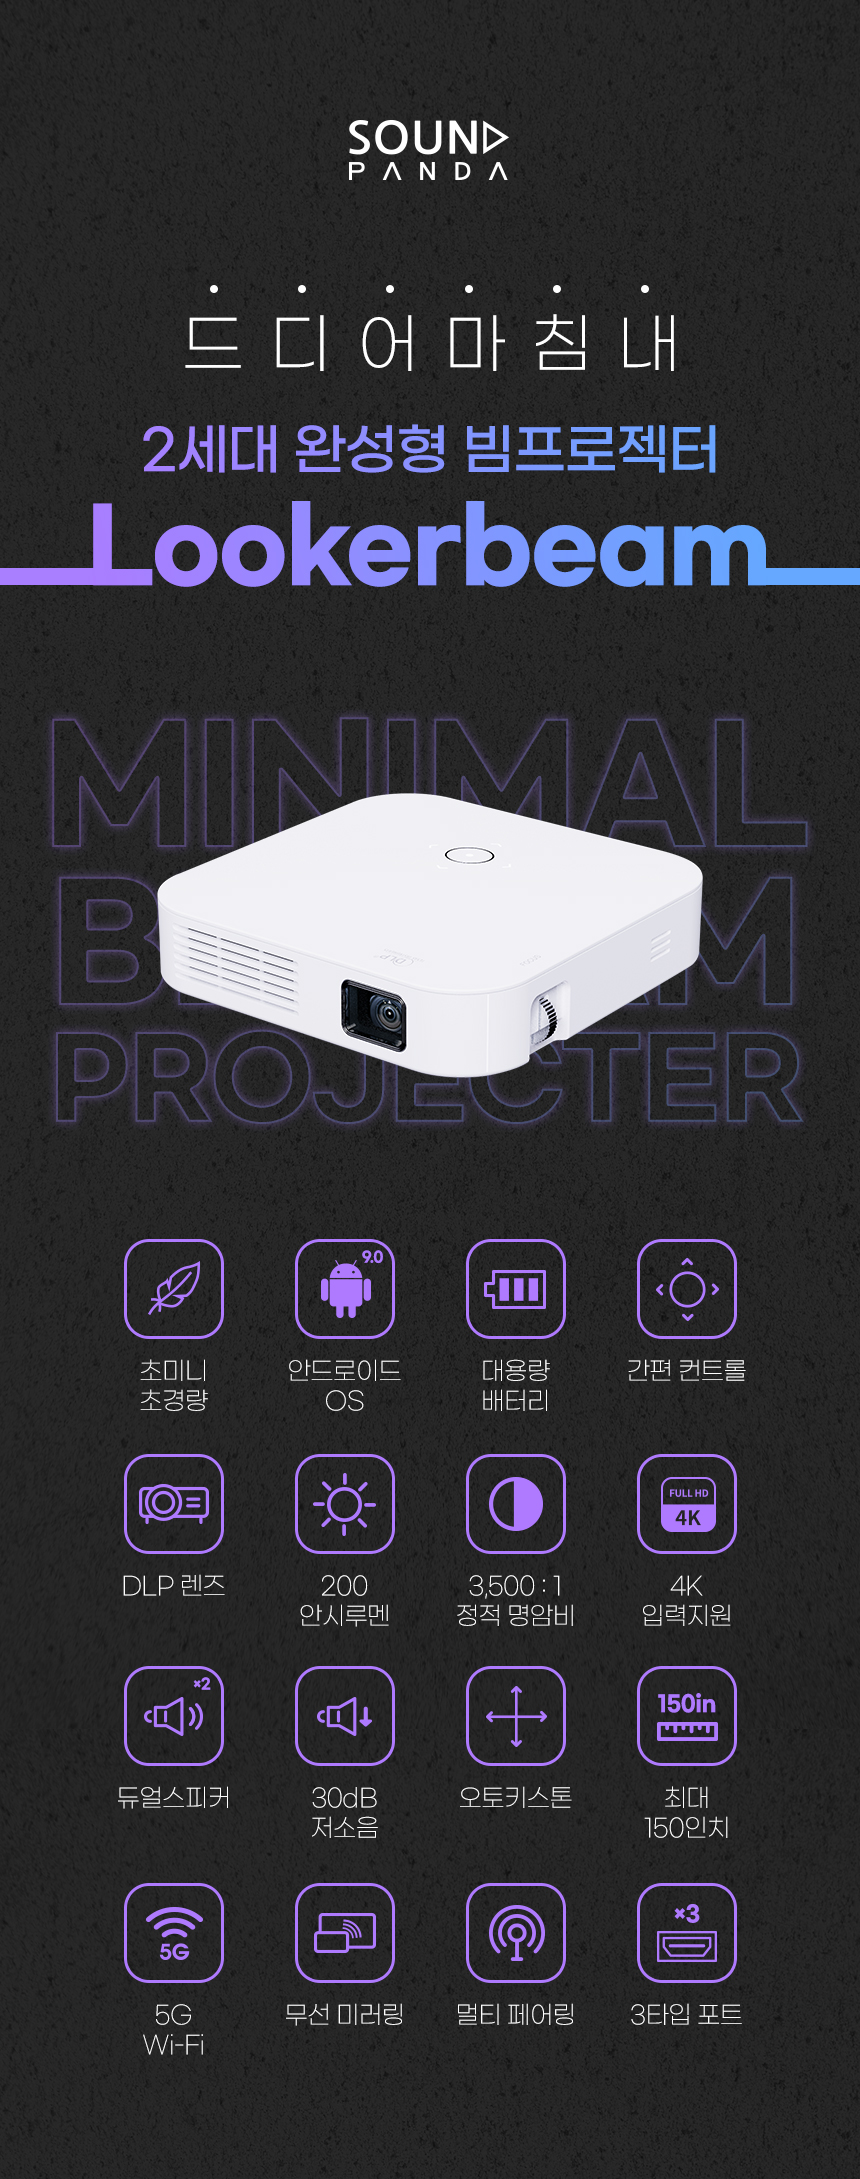 SOUND
PANDA
드디어마침내
2세대 완성형 빔프로젝터
Lookerbeam
MINIMAL
DLP
PROJECTER
9.0
초미니
초경량
안드로이드
OS
대용량
배터리
간편 컨트롤
DLP 렌즈
200
안시루멘
3,500 : 1
정적 명암비
FULL HD
4K
4K
입력지원
×2
듀얼스피커
30dB
저소음
오토키스톤
150in
최대
150인치
5G
5G
Wi-Fi
무선 미러링
멀티 페어링
×3
3타입 포트